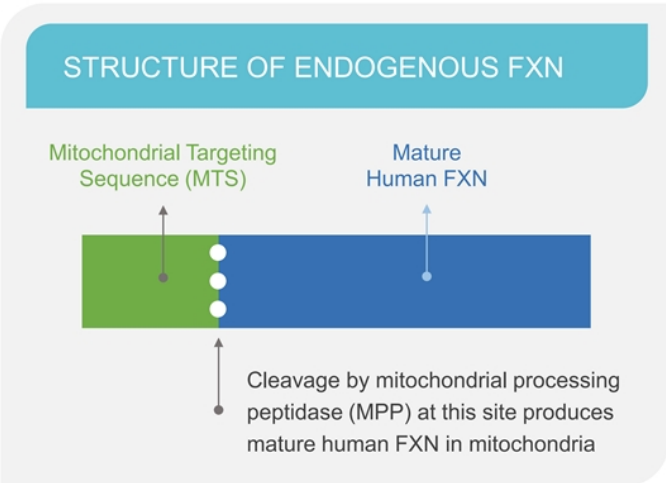 STRUCTURE OF ENDOGENOUS FXN
Mitochondrial Targeting
Sequence (MTS)
Mature
Human FXN
Cleavage by mitochondrial processing
peptidase (MPP) at this site produces
mature human FXN in mitochondria